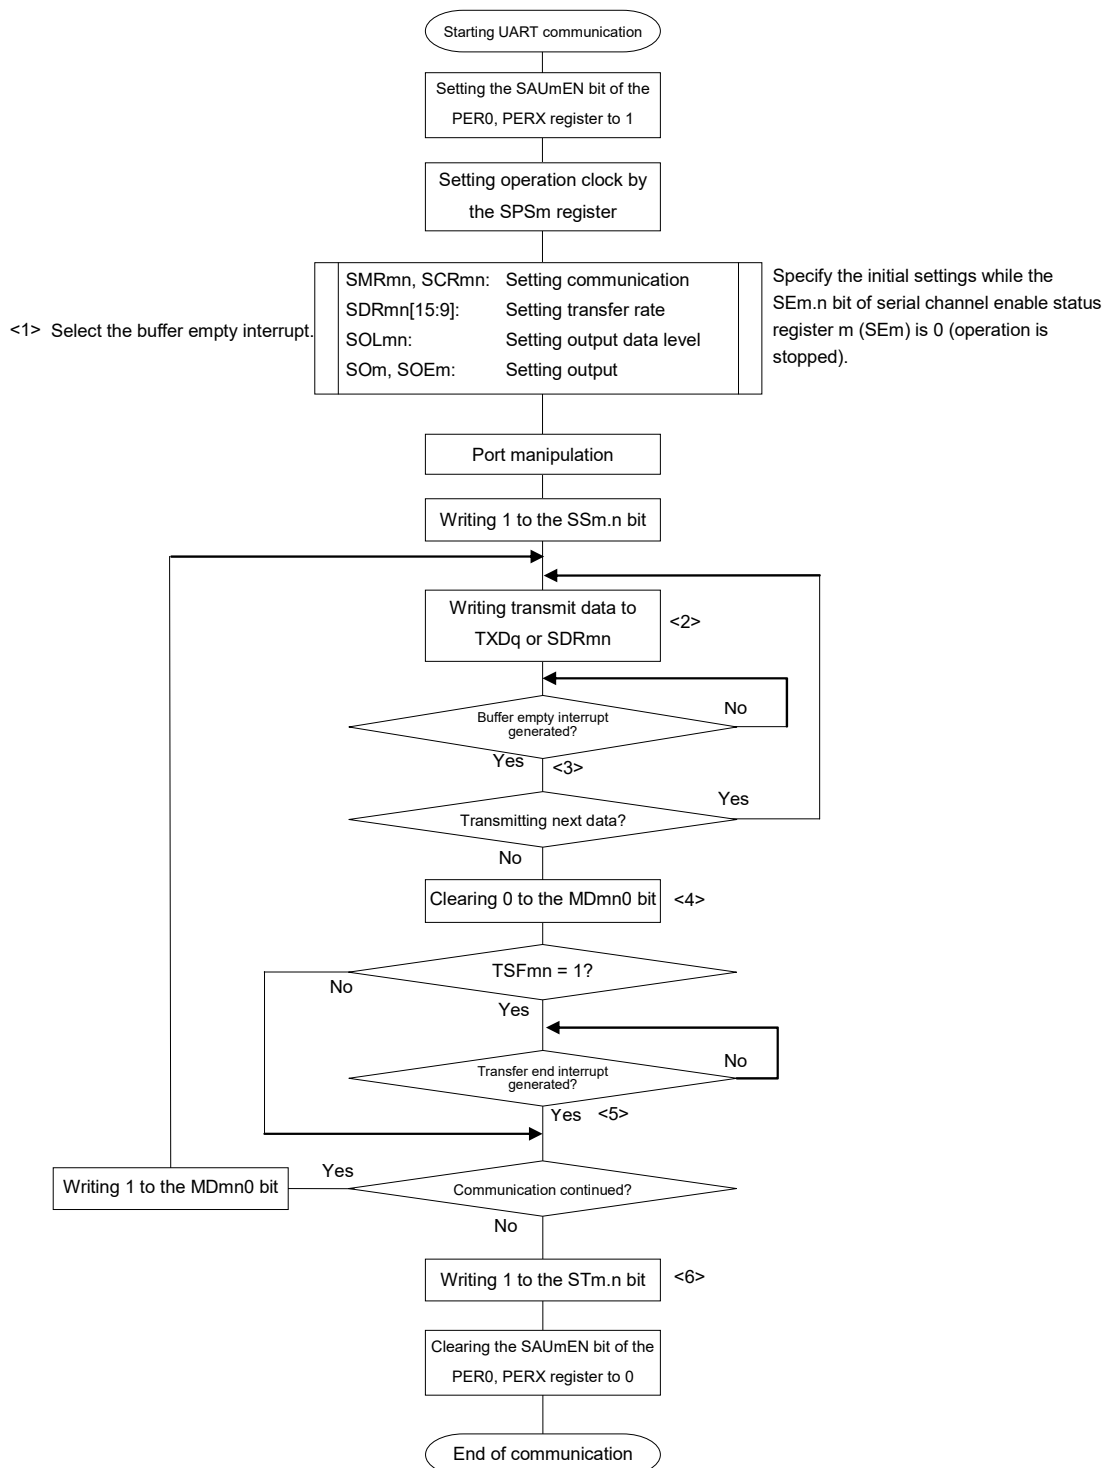 Starting UART communication
Setting the SAUmEN bit of the
PER0, PERX register to 1
Setting operation clock by
the SPSm register
<1> Select the buffer empty interrupt.
SMRmn, SCRmn: Setting communication
SDRmn[15:9]: Setting transfer rate
SOLmn: Setting output data level
SOm, SOEm: Setting output
Specify the initial settings while the
SEm.n bit of serial channel enable status
register m (SEm) is 0 (operation is
stopped).
Port manipulation
Writing 1 to the SSm.n bit
Writing transmit data to
TXDq or SDRmn
<2>
Buffer empty interrupt
generated?
No
Yes
<3>
Transmitting next data?
Yes
No
Clearing 0 to the MDmn0 bit
<4>
TSFmn = 1?
No
Yes
Transfer end interrupt
generated?
No
Yes
<5>
Communication continued?
Yes
Writing 1 to the MDmn0 bit
No
Writing 1 to the STm.n bit
<6>
Clearing the SAUmEN bit of the
PER0, PERX register to 0
End of communication